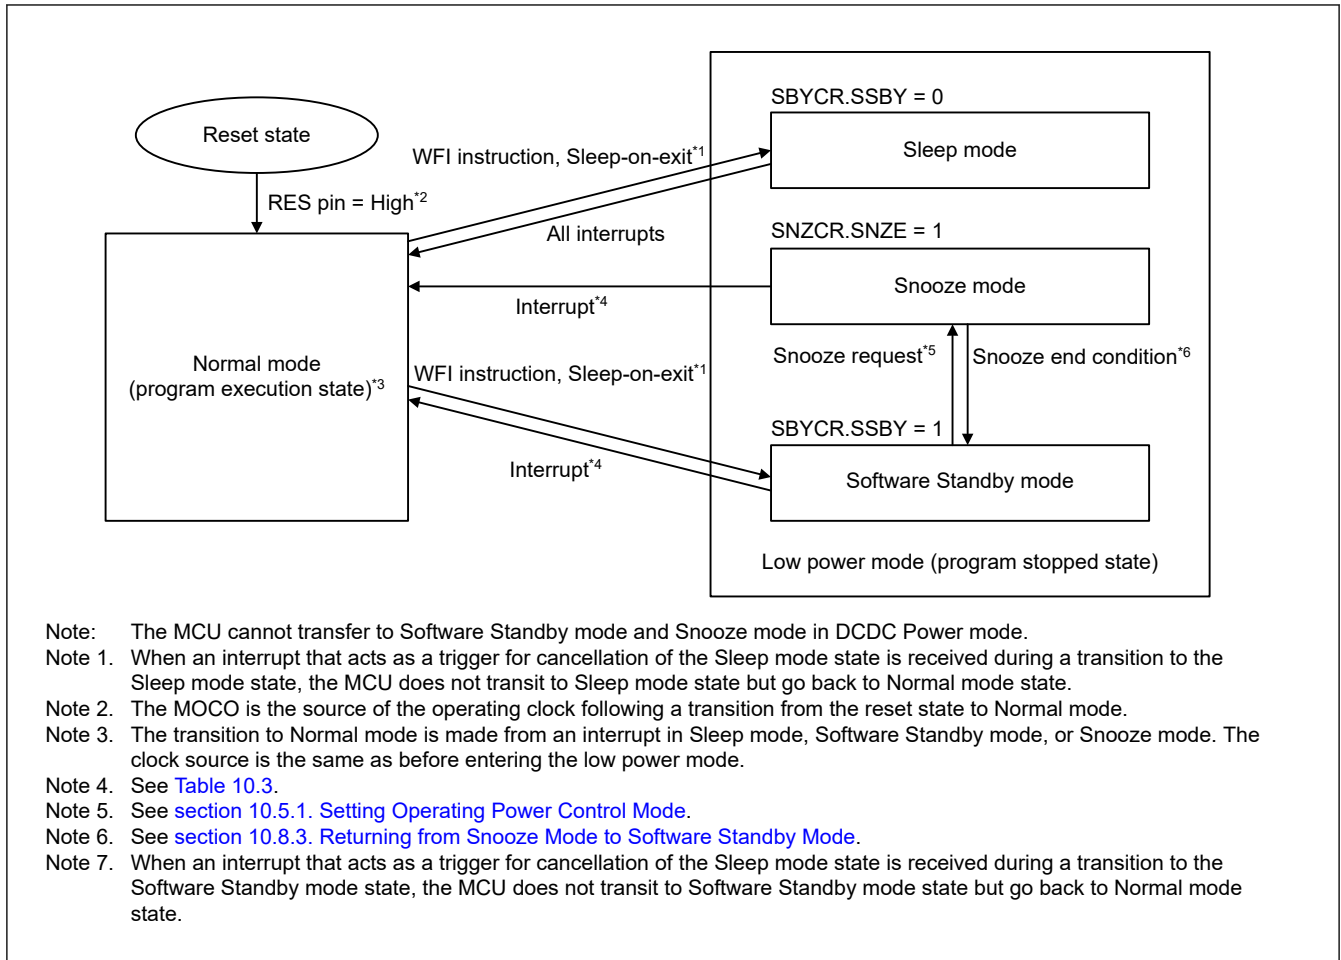 SBYCR.SSBY = 0
Reset state
Sleep mode
WFI instruction, Sleep-on-exit*1
RES pin = High*2
All interrupts
SNZCR.SNZE = 1
Snooze mode
Interrupt*4
Normal mode
(program execution state)*3
Snooze request*5
Snooze end condition*6
WFI instruction, Sleep-on-exit*1
SBYCR.SSBY = 1
Interrupt*4
Software Standby mode
Low power mode (program stopped state)
Note: The MCU cannot transfer to Software Standby mode and Snooze mode in DCDC Power mode.
Note 1. When an interrupt that acts as a trigger for cancellation of the Sleep mode state is received during a transition to the
Sleep mode state, the MCU does not transit to Sleep mode state but go back to Normal mode state.
Note 2. The MOCO is the source of the operating clock following a transition from the reset state to Normal mode.
Note 3. The transition to Normal mode is made from an interrupt in Sleep mode, Software Standby mode, or Snooze mode. The
clock source is the same as before entering the low power mode.
Note 4. See Table 10.3.
Note 5. See section 10.5.1. Setting Operating Power Control Mode.
Note 6. See section 10.8.3. Returning from Snooze Mode to Software Standby Mode.
Note 7. When an interrupt that acts as a trigger for cancellation of the Sleep mode state is received during a transition to the
Software Standby mode state, the MCU does not transit to Software Standby mode state but go back to Normal mode
state.